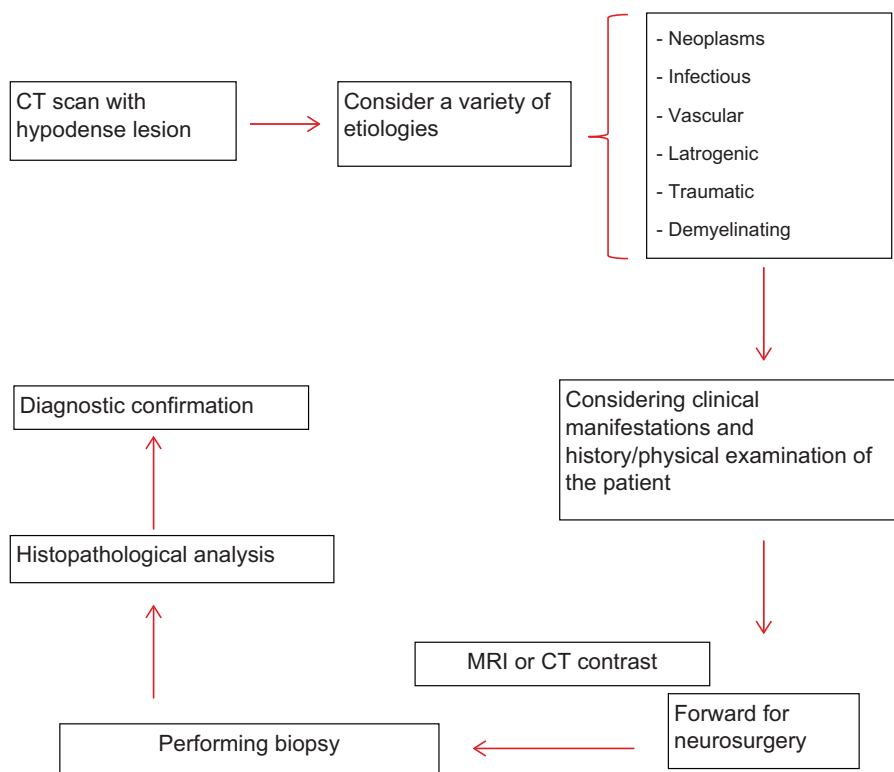 CT scan with
hypodense lesion
Consider a variety of
etiologies
- Neoplasms
- Infectious
- Vascular
- Latrogenic
- Traumatic
- Demyelinating
Considering clinical
manifestations and
history/physical examination of
the patient
MRI or CT contrast
Forward for
neurosurgery
Performing biopsy
Histopathological analysis
Diagnostic confirmation